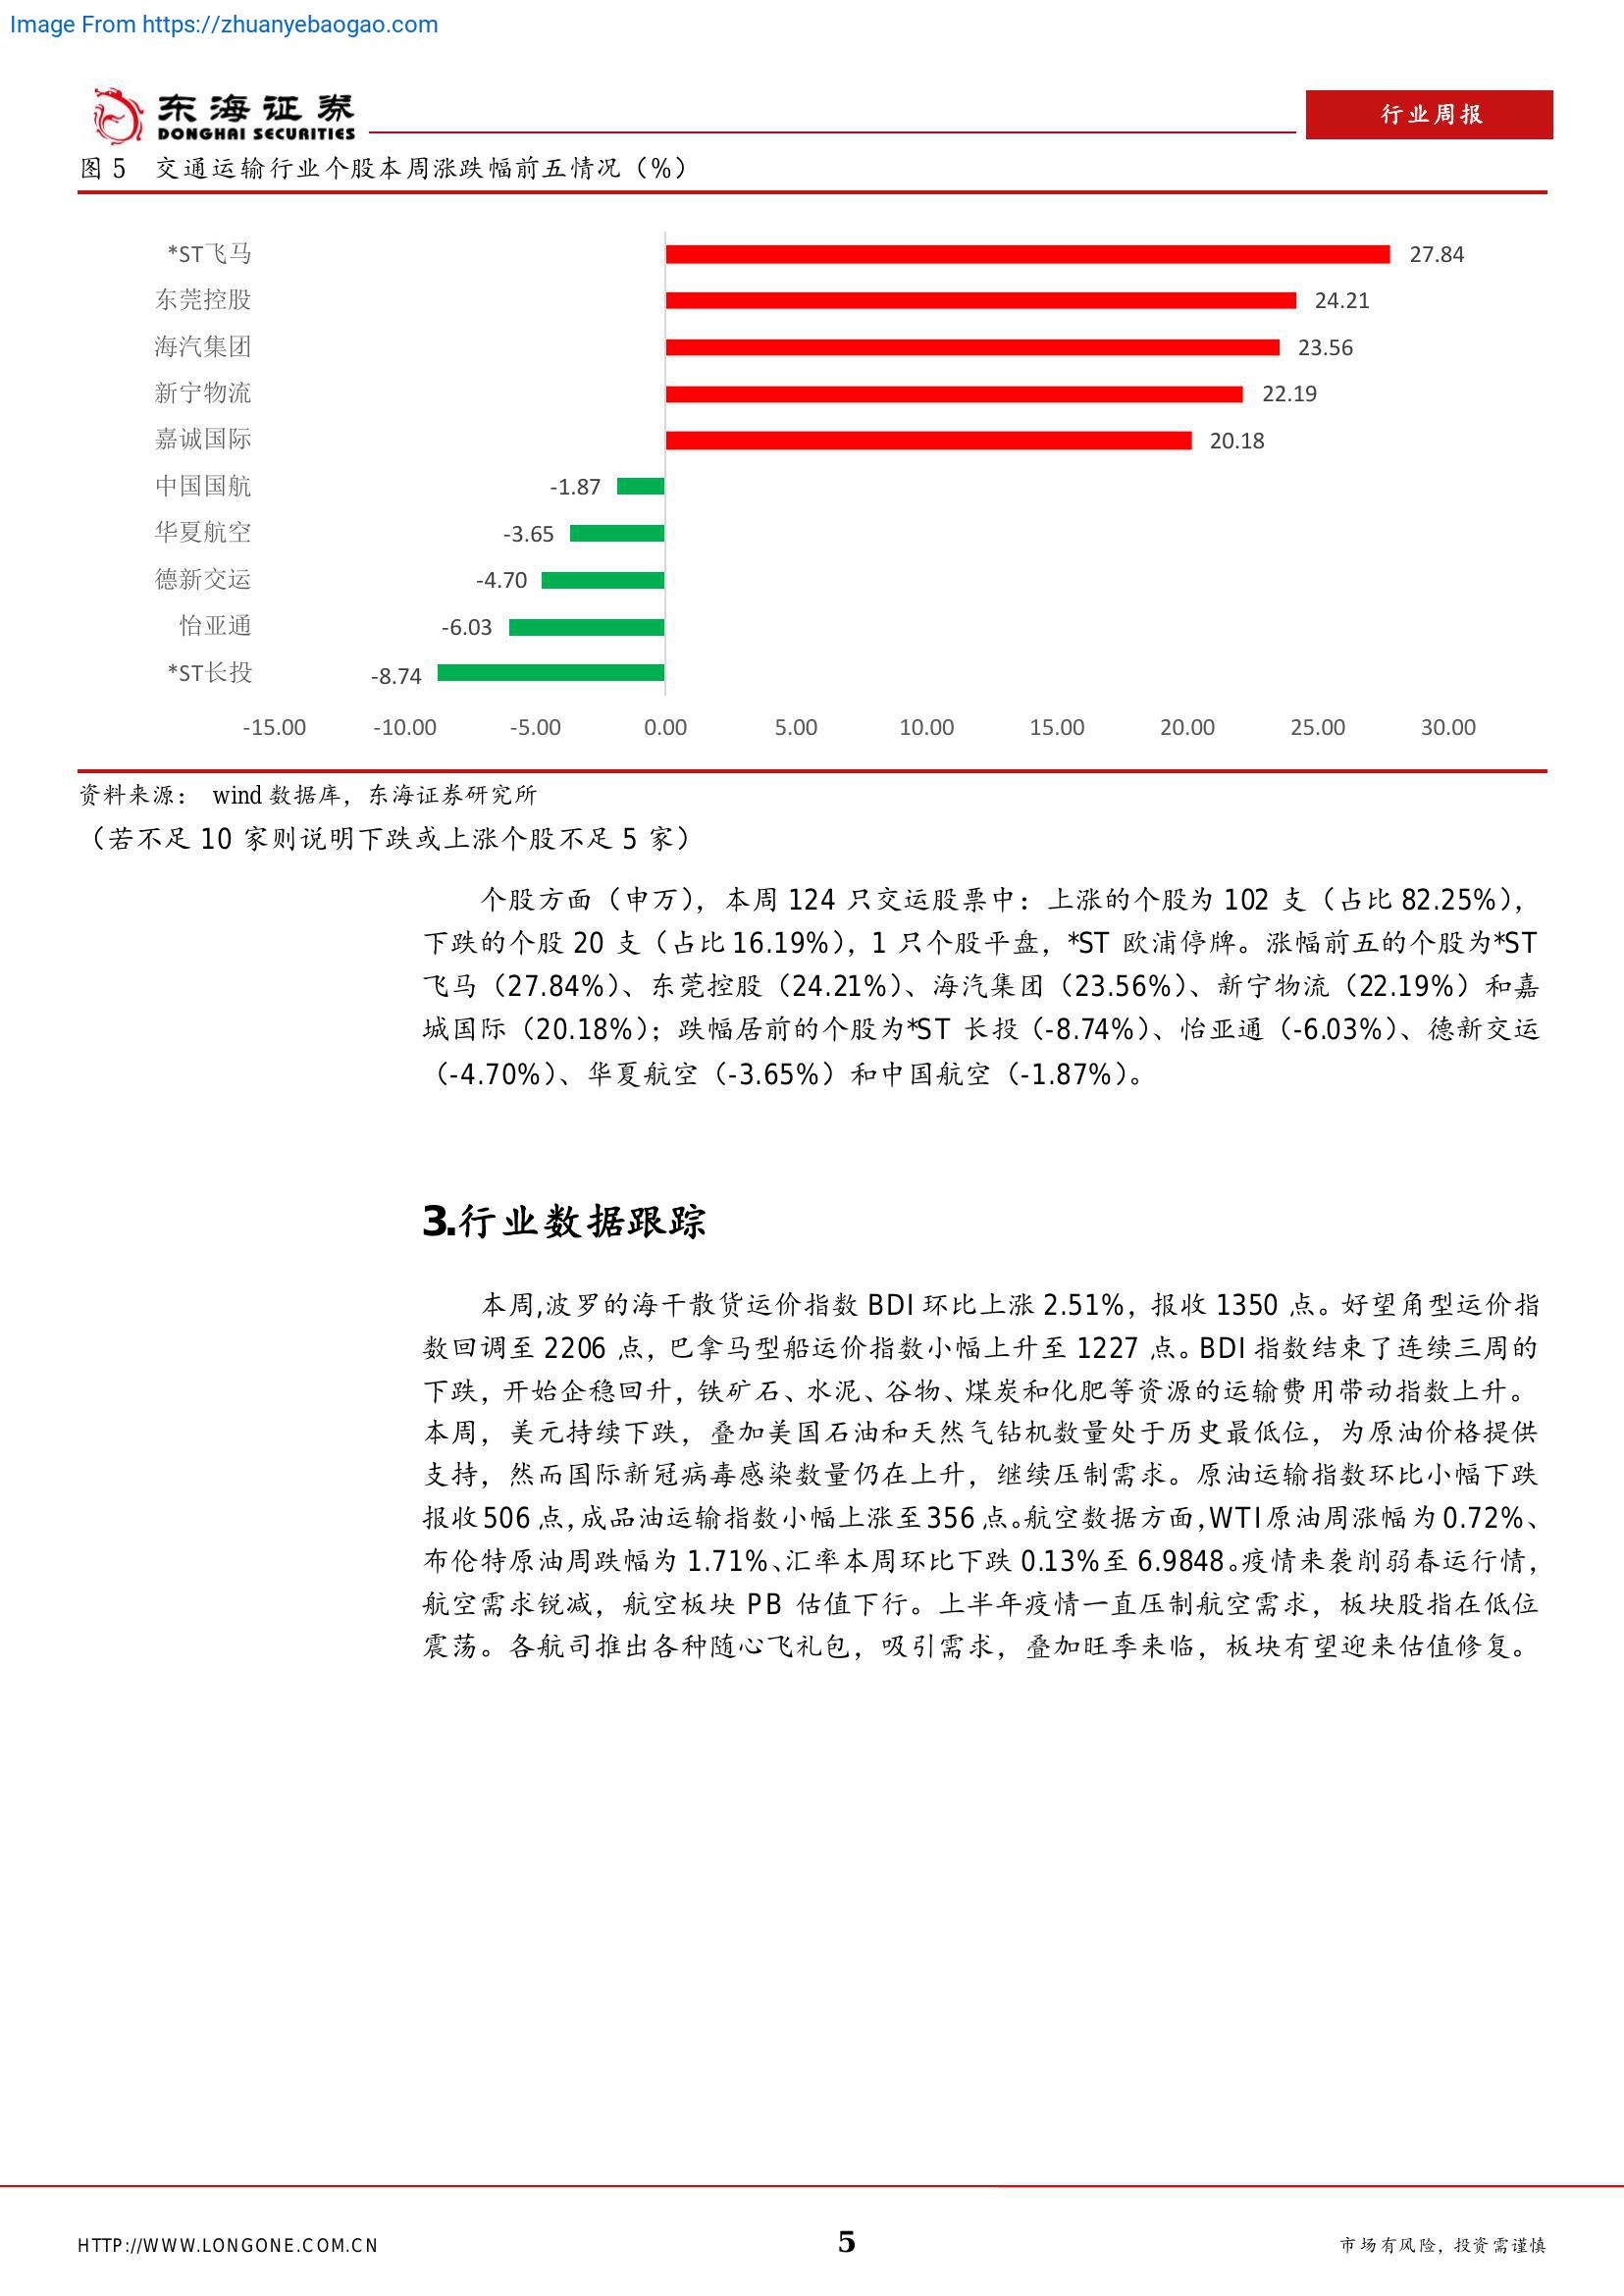 Image From https://zhuanyebaogao.com
东海证券
DONGHAI SECURITIES
行业周报
图 5 交通运输行业个股本周涨跌幅前五情况（%）
*ST飞马 27.84
东莞控股 24.21
海汽集团 23.56
新宁物流 22.19
嘉诚国际 20.18
中国国航 -1.87
华夏航空 -3.65
德新交运 -4.70
怡亚通 -6.03
*ST长投 -8.74
-15.00 -10.00 -5.00 0.00 5.00 10.00 15.00 20.00 25.00 30.00
资料来源： wind 数据库，东海证券研究所
（若不足 10 家则说明下跌或上涨个股不足 5 家）
个股方面（申万），本周 124 只交运股票中：上涨的个股为 102 支（占比 82.25%），
下跌的个股 20 支（占比 16.19%），1 只个股平盘，*ST 欧浦停牌。涨幅前五的个股为*ST
飞马（27.84%）、东莞控股（24.21%）、海汽集团（23.56%）、新宁物流（22.19%）和嘉
城国际（20.18%）；跌幅居前的个股为*ST 长投（-8.74%）、怡亚通（-6.03%）、德新交运
（-4.70%）、华夏航空（-3.65%）和中国航空（-1.87%）。
3.行业数据跟踪
本周,波罗的海干散货运价指数 BDI 环比上涨 2.51%，报收 1350 点。好望角型运价指
数回调至 2206 点，巴拿马型船运价指数小幅上升至 1227 点。BDI 指数结束了连续三周的
下跌，开始企稳回升，铁矿石、水泥、谷物、煤炭和化肥等资源的运输费用带动指数上升。
本周，美元持续下跌，叠加美国石油和天然气钻机数量处于历史最低位，为原油价格提供
支持，然而国际新冠病毒感染数量仍在上升，继续压制需求。原油运输指数环比小幅下跌
报收 506 点，成品油运输指数小幅上涨至 356 点。航空数据方面，WTI 原油周涨幅为 0.72%、
布伦特原油周跌幅为 1.71%、汇率本周环比下跌 0.13%至 6.9848。疫情来袭削弱春运行情，
航空需求锐减，航空板块 PB 估值下行。上半年疫情一直压制航空需求，板块股指在低位
震荡。各航司推出各种随心飞礼包，吸引需求，叠加旺季来临，板块有望迎来估值修复。
HTTP://WWW.LONGONE.COM.CN 5 市场有风险，投资需谨慎